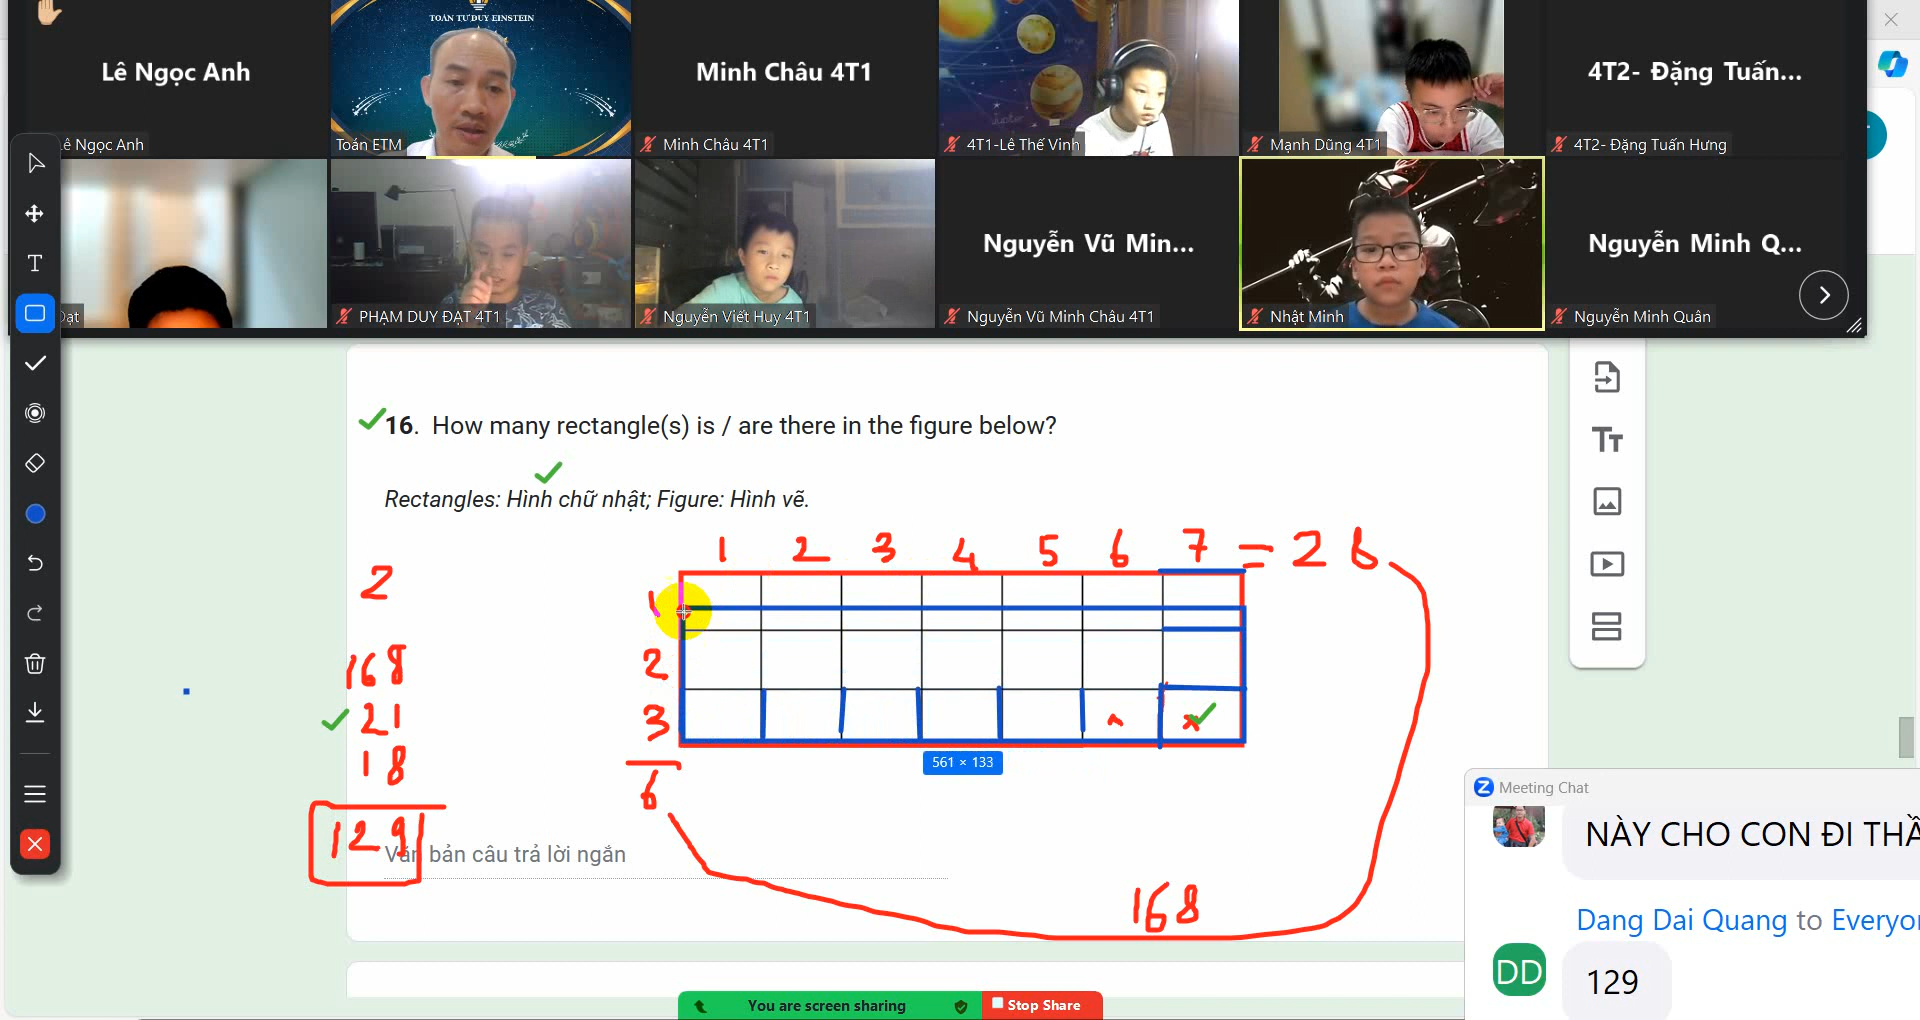 TOÁN TƯ DUY EINSTEIN
Lê Ngọc Anh
Minh Châu 4T1
4T2- Đặng Tuấn...
ê Ngọc Anh
Toán ETM
Minh Châu 4T1
4T1-Lê Thế Vinh
Mạnh Dũng 4T1
4T2- Đặng Tuấn Hưng
Nguyễn Vũ Min...
Nguyễn Minh Q...
Đạt
PHẠM DUY ĐẠT 4T1
Nguyễn Viết Huy 4T1
Nguyễn Vũ Minh Châu 4T1
Nhật Minh
Nguyễn Minh Quân
16. How many rectangle(s) is / are there in the figure below?
Rectangles: Hình chữ nhật; Figure: Hình vẽ.
1 2 3 4 5 6 7 = 28
1
2
3
6
2
168
21
18
129
561 × 133
168
Văn bản câu trả lời ngắn
Meeting Chat
NÀY CHO CON ĐI THẦ
Dang Dai Quang to Everyo
DD
129
You are screen sharing
Stop Share